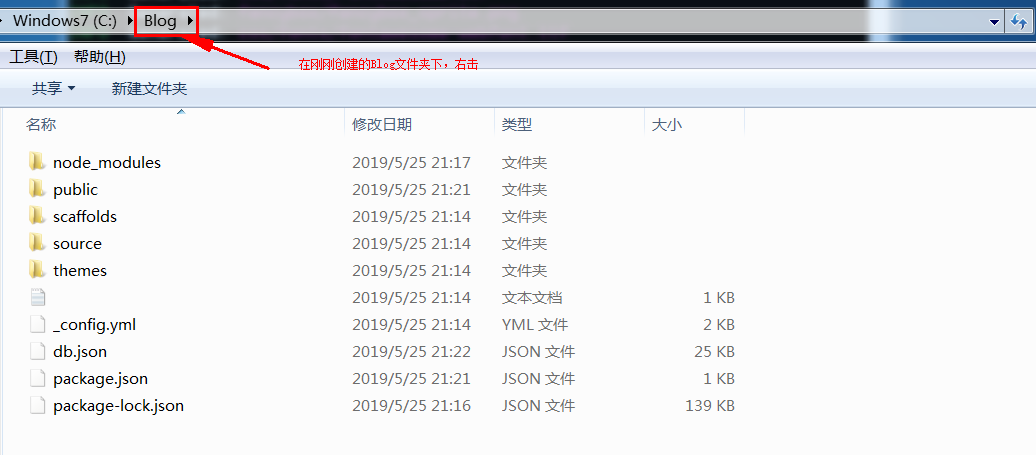 Windows7 (C:) Blog
在刚刚创建的Blog文件夹下，右击
工具(T) 帮助(H)
共享 新建文件夹
名称 修改日期 类型 大小
node_modules 2019/5/25 21:17 文件夹
public 2019/5/25 21:21 文件夹
scaffolds 2019/5/25 21:14 文件夹
source 2019/5/25 21:14 文件夹
themes 2019/5/25 21:14 文件夹
2019/5/25 21:14 文本文档 1 KB
_config.yml 2019/5/25 21:14 YML 文件 2 KB
db.json 2019/5/25 21:22 JSON 文件 25 KB
package.json 2019/5/25 21:21 JSON 文件 1 KB
package-lock.json 2019/5/25 21:16 JSON 文件 139 KB